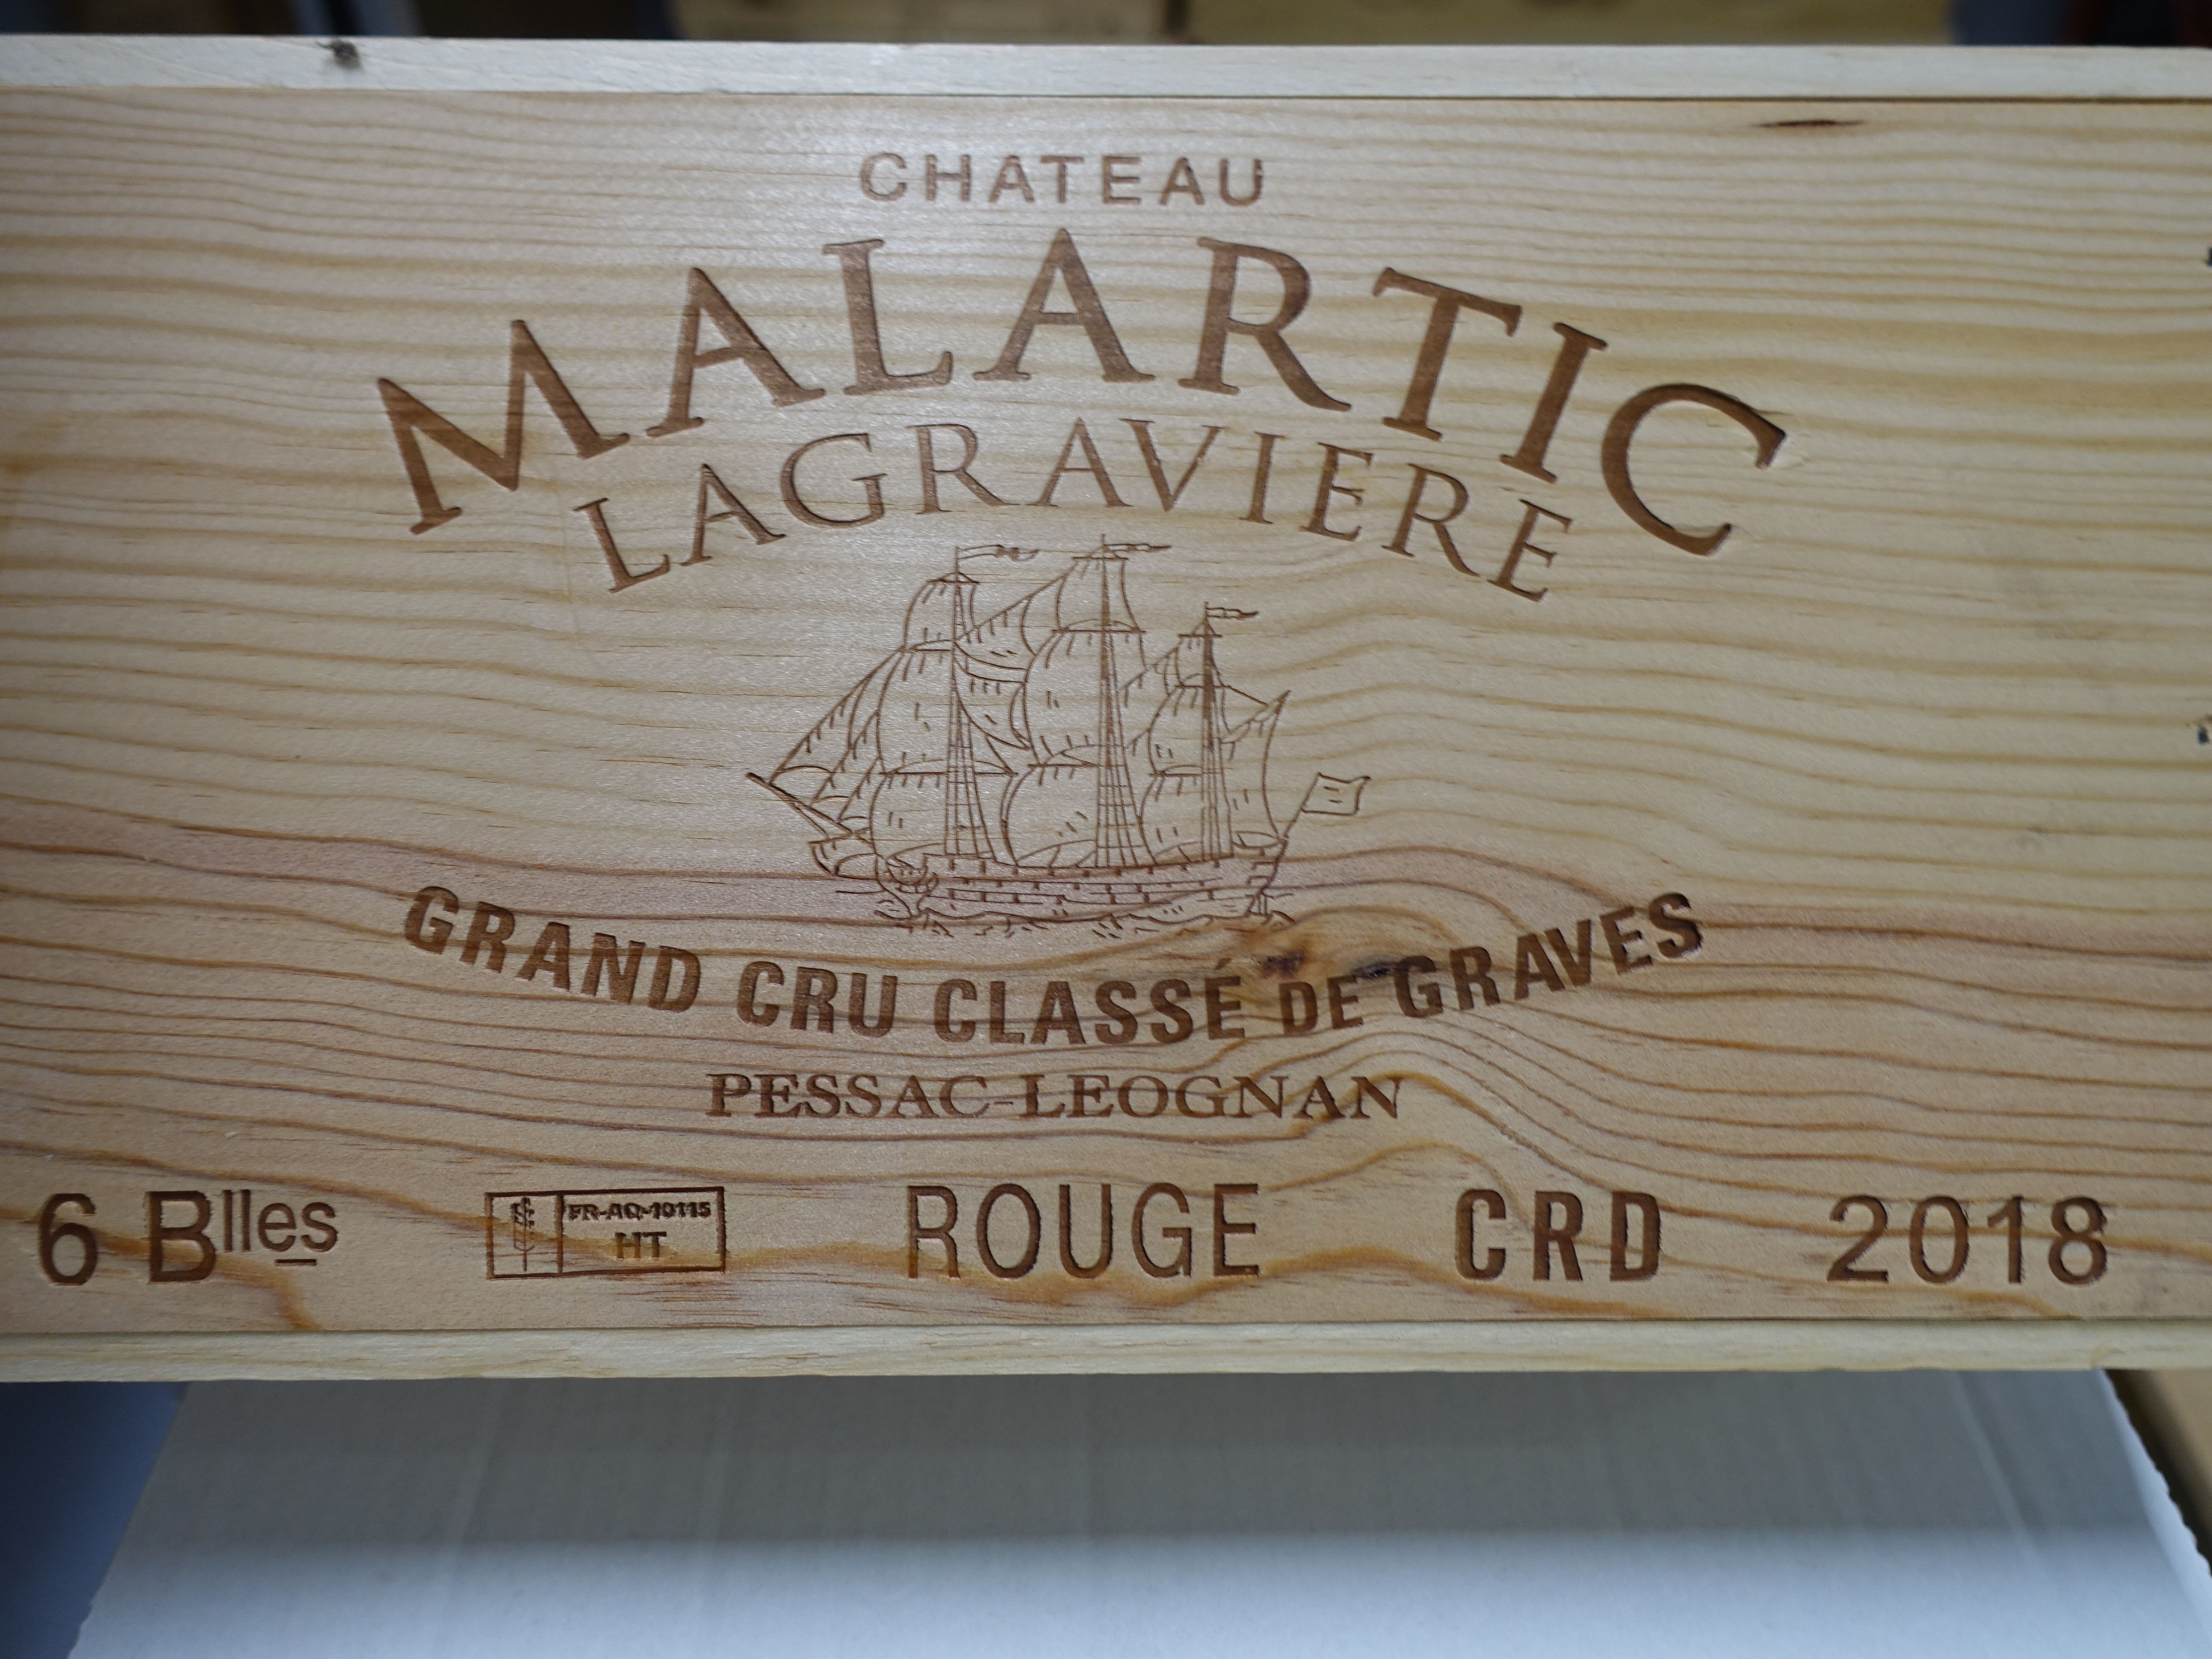 CHATEAU
MALARTIC
LAGRAVIERE
GRAND CRU CLASSÉ DE GRAVES
PESSAC-LEOGNAN
6 Blles
FR-AQ-10115
HT
ROUGE
CRD
2018